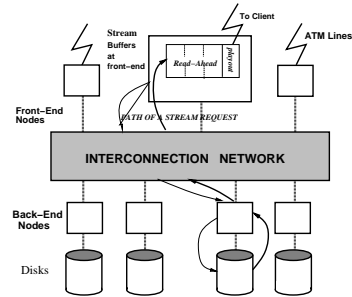 To Client
Stream
Buffers
at
front-end
Read-Ahead
playout
ATM Lines
Front-End
Nodes
PATH OF A STREAM REQUEST
INTERCONNECTION NETWORK
Back-End
Nodes
Disks